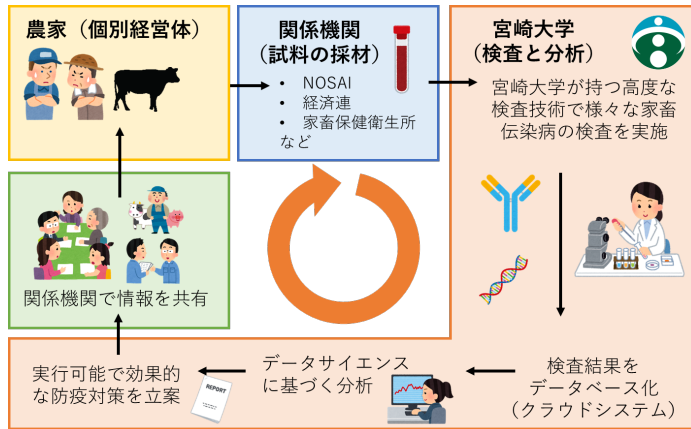 農家（個別経営体）
関係機関
（試料の採材）
• NOSAI
• 経済連
• 家畜保健衛生所
など
宮崎大学
（検査と分析）
宮崎大学が持つ高度な
検査技術で様々な家畜
伝染病の検査を実施
検査結果を
データベース化
（クラウドシステム）
データサイエンス
に基づく分析
REPORT
実行可能で効果的
な防疫対策を立案
関係機関で情報を共有